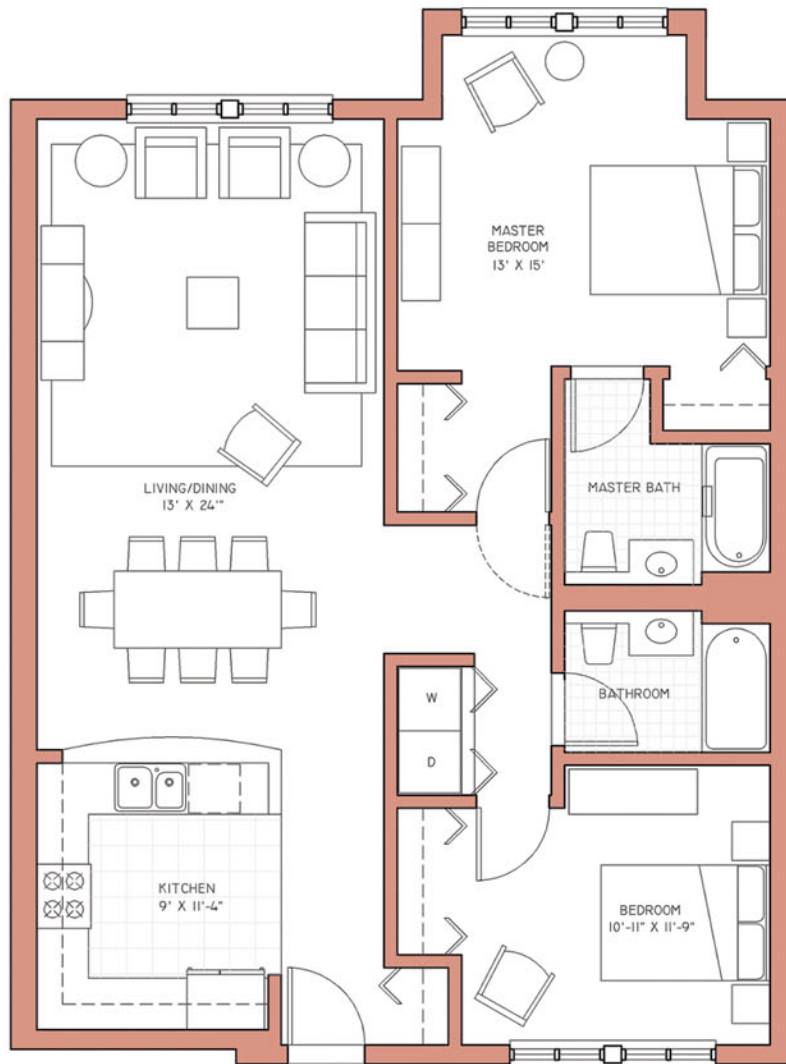 MASTER
BEDROOM
13' X 15'
LIVING/DINING
13' X 24'"
MASTER BATH
W
D
BATHROOM
KITCHEN
9' X 11'-4"
BEDROOM
10'-11" X 11'-9"